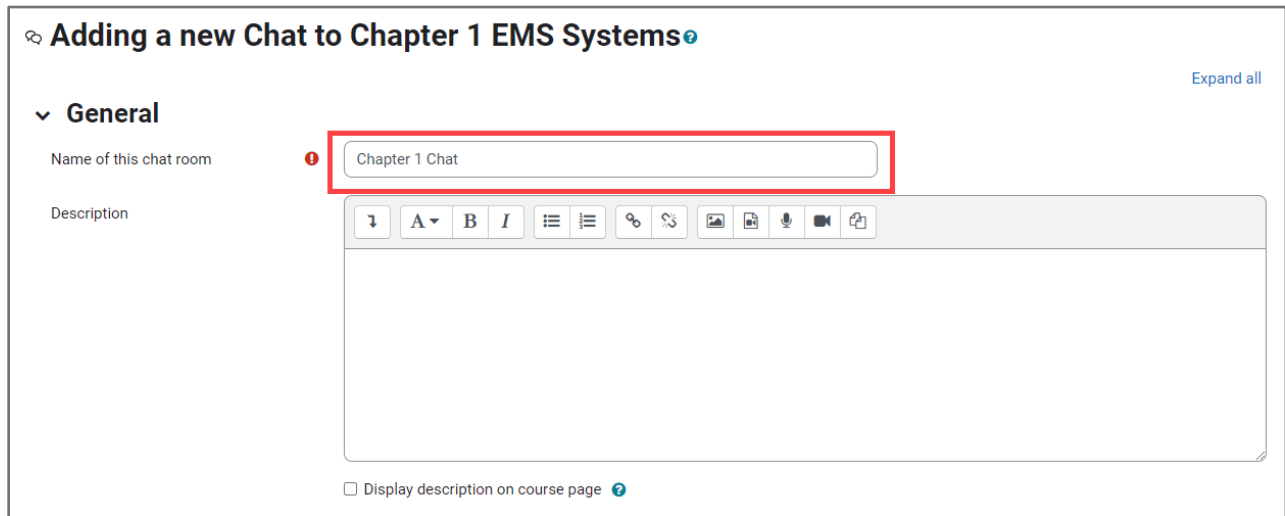 Adding a new Chat to Chapter 1 EMS Systems
Expand all
General
Name of this chat room
Chapter 1 Chat
Description
A B I
Display description on course page